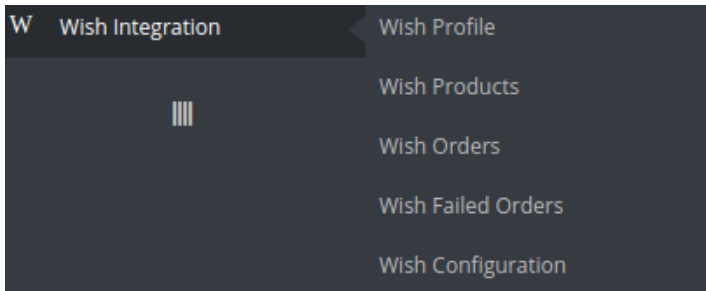 W Wish Integration
Wish Profile
Wish Products
Wish Orders
Wish Failed Orders
Wish Configuration